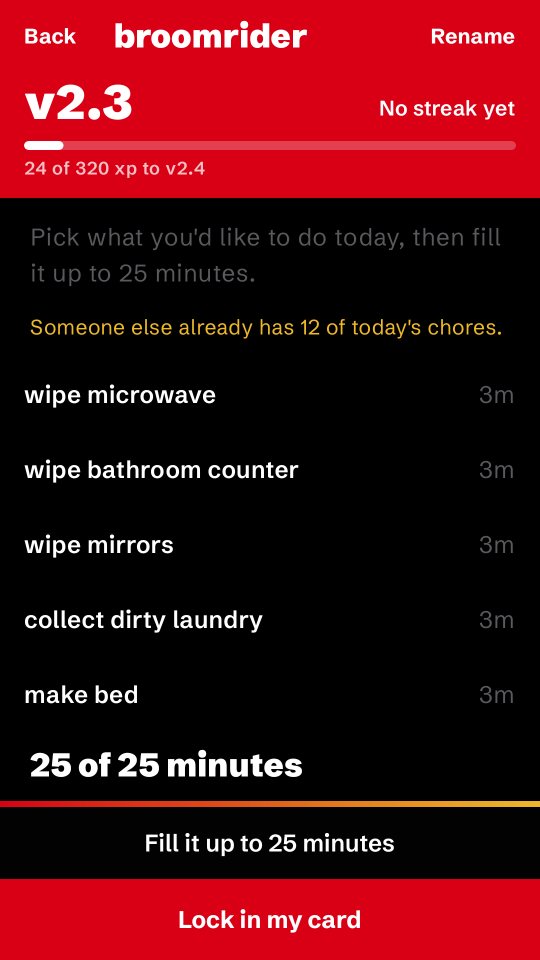 Back broomrider Rename
v2.3 No streak yet
24 of 320 xp to v2.4
Pick what you'd like to do today, then fill
it up to 25 minutes.
Someone else already has 12 of today's chores.
wipe microwave 3m
wipe bathroom counter 3m
wipe mirrors 3m
collect dirty laundry 3m
make bed 3m
25 of 25 minutes
Fill it up to 25 minutes
Lock in my card